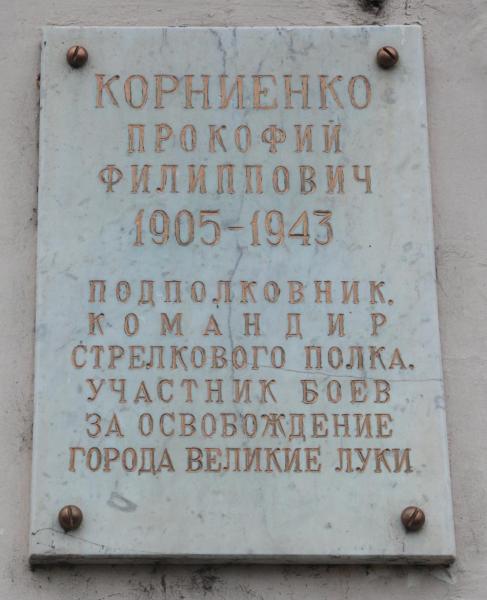 КОРНИЕНКО
ПРОКОФИЙ
ФИЛИППОВИЧ
1905-1943
ПОДПОЛКОВНИК,
КОМАНДИР
СТРЕЛКОВОГО ПОЛКА,
УЧАСТНИК БОЕВ
ЗА ОСВОБОЖДЕНИЕ
ГОРОДА ВЕЛИКИЕ ЛУКИ